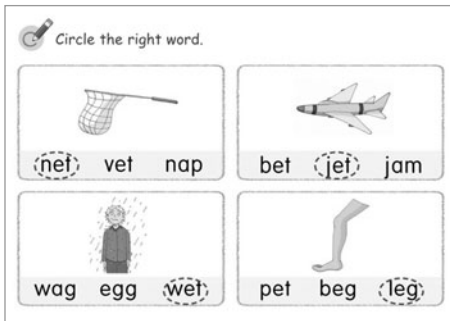 Circle the right word.
net vet nap
bet jet jam
wag egg wet
pet beg leg